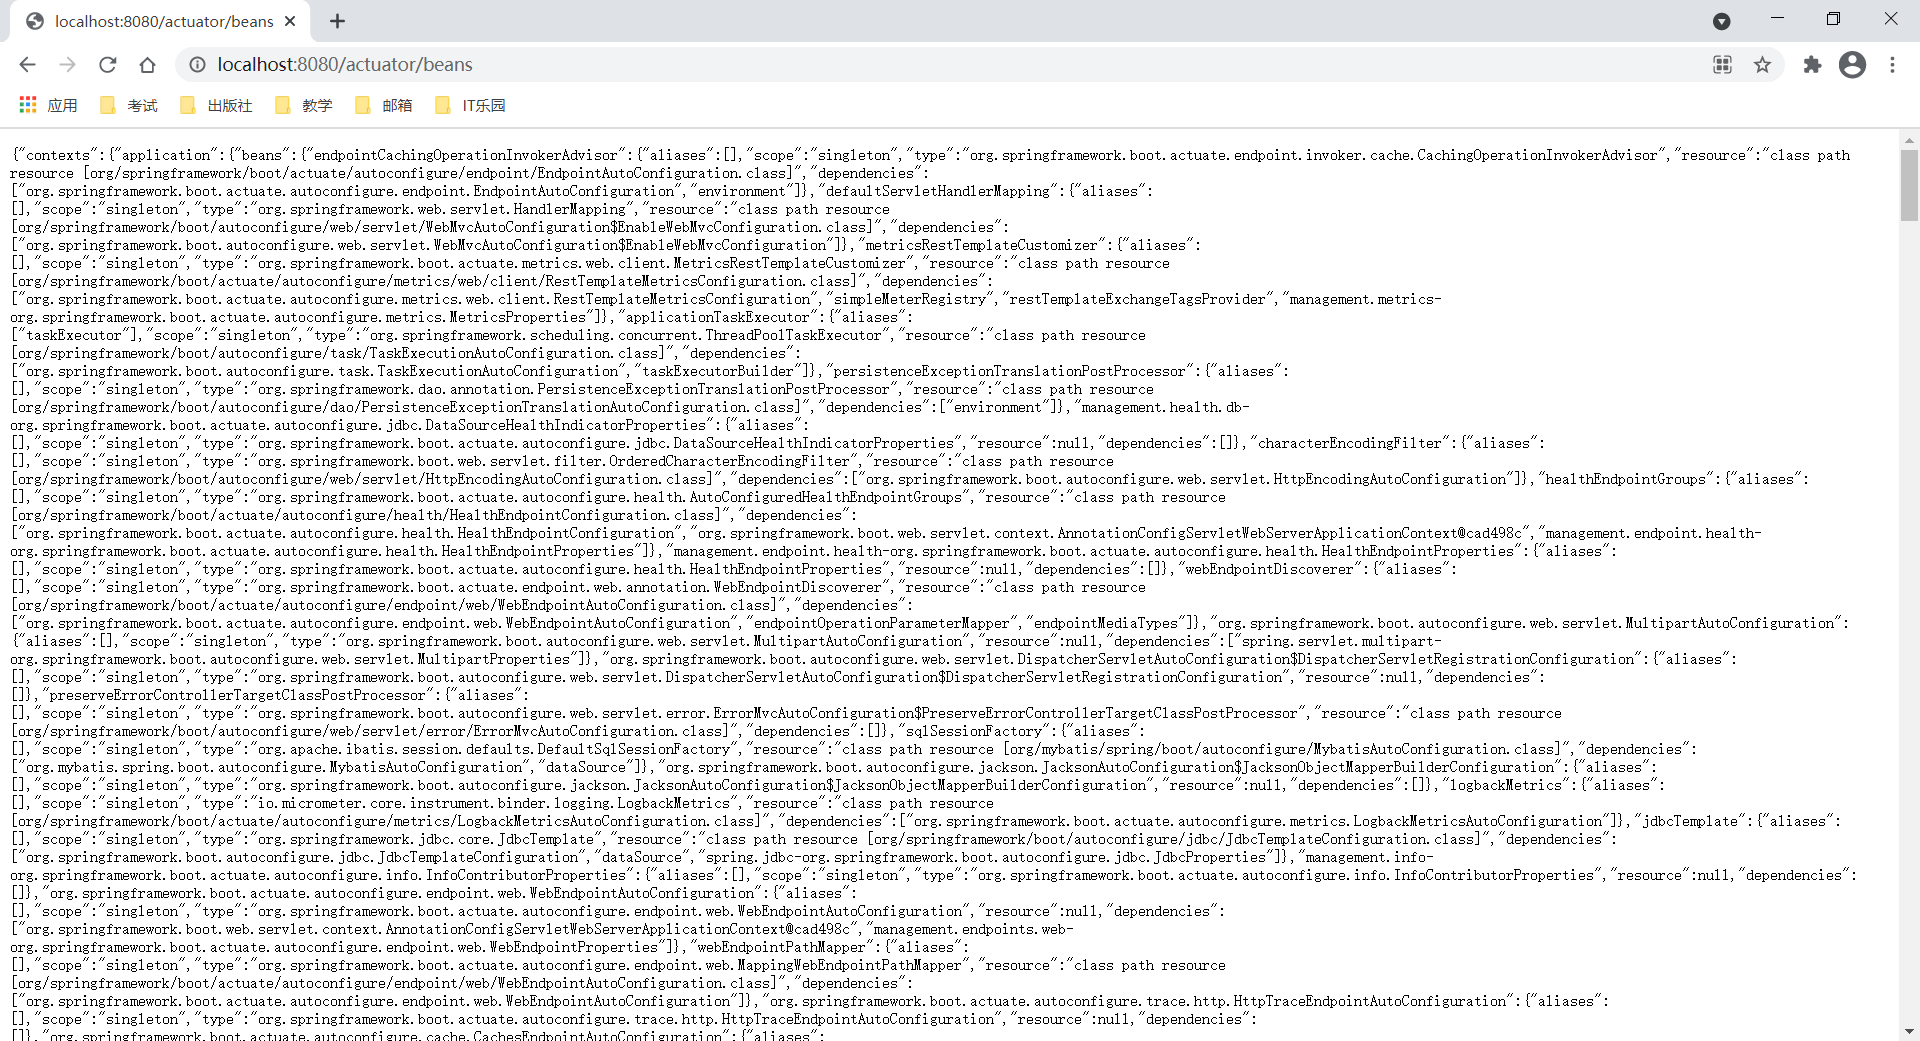 localhost:8080/actuator/beans
localhost:8080/actuator/beans
应用 考试 出版社 教学 邮箱 IT乐园
{"contexts":{"application":{"beans":{"endpointCachingOperationInvokerAdvisor":{"aliases":[],"scope":"singleton","type":"org.springframework.boot.actuate.endpoint.invoker.cache.CachingOperationInvokerAdvisor","resource":"class path
resource [org/springframework/boot/actuate/autoconfigure/endpoint/EndpointAutoConfiguration.class]","dependencies":
["org.springframework.boot.actuate.autoconfigure.endpoint.EndpointAutoConfiguration","environment"]},"defaultServletHandlerMapping":{"aliases":
[],"scope":"singleton","type":"org.springframework.web.servlet.HandlerMapping","resource":"class path resource
[org/springframework/boot/autoconfigure/web/servlet/WebMvcAutoConfiguration$EnableWebMvcConfiguration.class]","dependencies":
["org.springframework.boot.autoconfigure.web.servlet.WebMvcAutoConfiguration$EnableWebMvcConfiguration"]},"metricsRestTemplateCustomizer":{"aliases":
[],"scope":"singleton","type":"org.springframework.boot.actuate.metrics.web.client.MetricsRestTemplateCustomizer","resource":"class path resource
[org/springframework/boot/actuate/autoconfigure/metrics/web/client/RestTemplateMetricsConfiguration.class]","dependencies":
["org.springframework.boot.actuate.autoconfigure.metrics.web.client.RestTemplateMetricsConfiguration","simpleMeterRegistry","restTemplateExchangeTagsProvider","management.metrics-
org.springframework.boot.actuate.autoconfigure.metrics.MetricsProperties"]},"applicationTaskExecutor":{"aliases":
["taskExecutor"],"scope":"singleton","type":"org.springframework.scheduling.concurrent.ThreadPoolTaskExecutor","resource":"class path resource
[org/springframework/boot/autoconfigure/task/TaskExecutionAutoConfiguration.class]","dependencies":
["org.springframework.boot.autoconfigure.task.TaskExecutionAutoConfiguration","taskExecutorBuilder"]},"persistenceExceptionTranslationPostProcessor":{"aliases":
[],"scope":"singleton","type":"org.springframework.dao.annotation.PersistenceExceptionTranslationPostProcessor","resource":"class path resource
[org/springframework/boot/autoconfigure/dao/PersistenceExceptionTranslationAutoConfiguration.class]","dependencies":["environment"]},"management.health.db-
org.springframework.boot.actuate.autoconfigure.jdbc.DataSourceHealthIndicatorProperties":{"aliases":
[],"scope":"singleton","type":"org.springframework.boot.actuate.autoconfigure.jdbc.DataSourceHealthIndicatorProperties","resource":null,"dependencies":[]},"characterEncodingFilter":{"aliases":
[],"scope":"singleton","type":"org.springframework.boot.web.servlet.filter.OrderedCharacterEncodingFilter","resource":"class path resource
[org/springframework/boot/autoconfigure/web/servlet/HttpEncodingAutoConfiguration.class]","dependencies":["org.springframework.boot.autoconfigure.web.servlet.HttpEncodingAutoConfiguration"]},"healthEndpointGroups":{"aliases":
[],"scope":"singleton","type":"org.springframework.boot.actuate.autoconfigure.health.AutoConfiguredHealthEndpointGroups","resource":"class path resource
[org/springframework/boot/actuate/autoconfigure/health/HealthEndpointConfiguration.class]","dependencies":
["org.springframework.boot.actuate.autoconfigure.health.HealthEndpointConfiguration","org.springframework.boot.web.servlet.context.AnnotationConfigServletWebServerApplicationContext@cad498c","management.endpoint.health-
org.springframework.boot.actuate.autoconfigure.health.HealthEndpointProperties"]},"management.endpoint.health-org.springframework.boot.actuate.autoconfigure.health.HealthEndpointProperties":{"aliases":
[],"scope":"singleton","type":"org.springframework.boot.actuate.autoconfigure.health.HealthEndpointProperties","resource":null,"dependencies":[]},"webEndpointDiscoverer":{"aliases":
[],"scope":"singleton","type":"org.springframework.boot.actuate.endpoint.web.annotation.WebEndpointDiscoverer","resource":"class path resource
[org/springframework/boot/actuate/autoconfigure/endpoint/web/WebEndpointAutoConfiguration.class]","dependencies":
["org.springframework.boot.actuate.autoconfigure.endpoint.web.WebEndpointAutoConfiguration","endpointOperationParameterMapper","endpointMediaTypes"]},"org.springframework.boot.autoconfigure.web.servlet.MultipartAutoConfiguration":
{"aliases":[],"scope":"singleton","type":"org.springframework.boot.autoconfigure.web.servlet.MultipartAutoConfiguration","resource":null,"dependencies":["spring.servlet.multipart-
org.springframework.boot.autoconfigure.web.servlet.MultipartProperties"]},"org.springframework.boot.autoconfigure.web.servlet.DispatcherServletAutoConfiguration$DispatcherServletRegistrationConfiguration":{"aliases":
[],"scope":"singleton","type":"org.springframework.boot.autoconfigure.web.servlet.DispatcherServletAutoConfiguration$DispatcherServletRegistrationConfiguration","resource":null,"dependencies":
[]},"preserveErrorControllerTargetClassPostProcessor":{"aliases":
[],"scope":"singleton","type":"org.springframework.boot.autoconfigure.web.servlet.error.ErrorMvcAutoConfiguration$PreserveErrorControllerTargetClassPostProcessor","resource":"class path resource
[org/springframework/boot/autoconfigure/web/servlet/error/ErrorMvcAutoConfiguration.class]","dependencies":[]},"sqlSessionFactory":{"aliases":
[],"scope":"singleton","type":"org.apache.ibatis.session.defaults.DefaultSqlSessionFactory","resource":"class path resource [org/mybatis/spring/boot/autoconfigure/MybatisAutoConfiguration.class]","dependencies":
["org.mybatis.spring.boot.autoconfigure.MybatisAutoConfiguration","dataSource"]},"org.springframework.boot.autoconfigure.jackson.JacksonAutoConfiguration$JacksonObjectMapperBuilderConfiguration":{"aliases":
[],"scope":"singleton","type":"org.springframework.boot.autoconfigure.jackson.JacksonAutoConfiguration$JacksonObjectMapperBuilderConfiguration","resource":null,"dependencies":[]},"logbackMetrics":{"aliases":
[],"scope":"singleton","type":"io.micrometer.core.instrument.binder.logging.LogbackMetrics","resource":"class path resource
[org/springframework/boot/actuate/autoconfigure/metrics/LogbackMetricsAutoConfiguration.class]","dependencies":["org.springframework.boot.actuate.autoconfigure.metrics.LogbackMetricsAutoConfiguration"]},"jdbcTemplate":{"aliases":
[],"scope":"singleton","type":"org.springframework.jdbc.core.JdbcTemplate","resource":"class path resource [org/springframework/boot/autoconfigure/jdbc/JdbcTemplateConfiguration.class]","dependencies":
["org.springframework.boot.autoconfigure.jdbc.JdbcTemplateConfiguration","dataSource","spring.jdbc-org.springframework.boot.autoconfigure.jdbc.JdbcProperties"]},"management.info-
org.springframework.boot.actuate.autoconfigure.info.InfoContributorProperties":{"aliases":[],"scope":"singleton","type":"org.springframework.boot.actuate.autoconfigure.info.InfoContributorProperties","resource":null,"dependencies":
[]},"org.springframework.boot.actuate.autoconfigure.endpoint.web.WebEndpointAutoConfiguration":{"aliases":
[],"scope":"singleton","type":"org.springframework.boot.actuate.autoconfigure.endpoint.web.WebEndpointAutoConfiguration","resource":null,"dependencies":
["org.springframework.boot.web.servlet.context.AnnotationConfigServletWebServerApplicationContext@cad498c","management.endpoints.web-
org.springframework.boot.actuate.autoconfigure.endpoint.web.WebEndpointProperties"]},"webEndpointPathMapper":{"aliases":
[],"scope":"singleton","type":"org.springframework.boot.actuate.autoconfigure.endpoint.web.MappingWebEndpointPathMapper","resource":"class path resource
[org/springframework/boot/actuate/autoconfigure/endpoint/web/WebEndpointAutoConfiguration.class]","dependencies":
["org.springframework.boot.actuate.autoconfigure.endpoint.web.WebEndpointAutoConfiguration"]},"org.springframework.boot.actuate.autoconfigure.trace.http.HttpTraceEndpointAutoConfiguration":{"aliases":
[],"scope":"singleton","type":"org.springframework.boot.actuate.autoconfigure.trace.http.HttpTraceEndpointAutoConfiguration","resource":null,"dependencies":
[]},"org.springframework.boot.actuate.autoconfigure.cache.CachesEndpointAutoConfiguration":{"aliases":